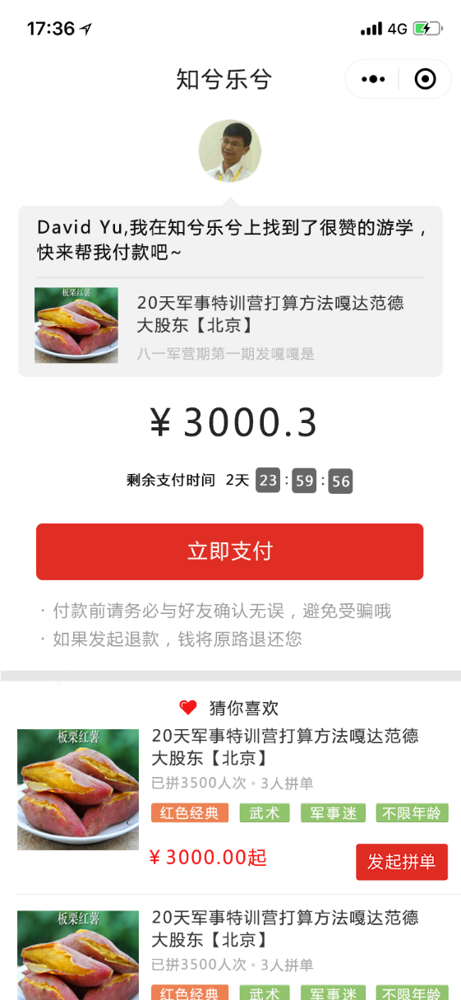 17:36
4G
知兮乐兮
David Yu,我在知兮乐兮上找到了很赞的游学，
快来帮我付款吧~
板栗红薯
20天军事特训营打算方法嘎达范德
大股东【北京】
八一军营期第一期发嘎嘎是
¥ 3000.3
剩余支付时间 2天 23 : 59 : 56
立即支付
· 付款前请务必与好友确认无误，避免受骗哦
· 如果发起退款，钱将原路退还您
猜你喜欢
板栗红薯
20天军事特训营打算方法嘎达范德
大股东【北京】
已拼3500人次 • 3人拼单
红色经典 武术 军事迷 不限年龄
¥ 3000.00起
发起拼单
板栗红薯
20天军事特训营打算方法嘎达范德
大股东【北京】
已拼3500人次 • 3人拼单
红色经典 武术 军事迷 不限年龄